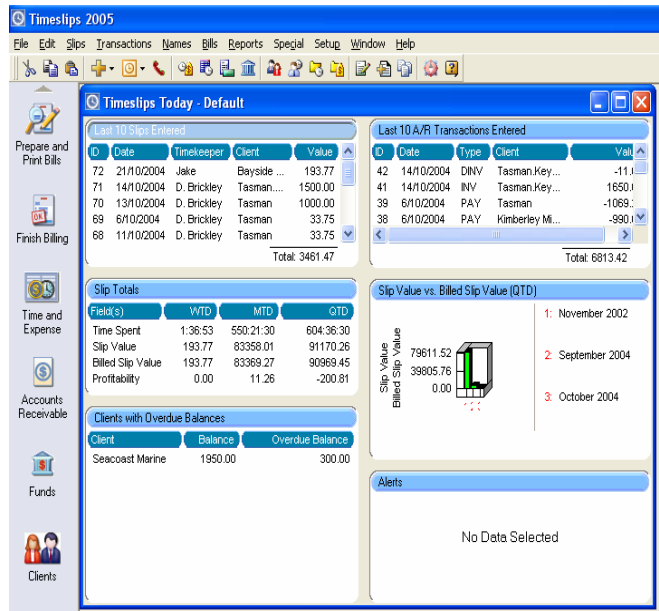 Timeslips 2005
File Edit Slips Transactions Names Bills Reports Special Setup Window Help
Timeslips Today - Default
Prepare and
Print Bills
Finish Billing
Time and
Expense
Accounts
Receivable
Funds
Clients
Last 10 Slips Entered
ID Date Timekeeper Client Value
72 21/10/2004 Jake Bayside ... 193.77
71 14/10/2004 D. Brickley Tasman.... 1500.00
70 13/10/2004 D. Brickley Tasman 1000.00
69 6/10/2004 D. Brickley Tasman 33.75
68 11/10/2004 D. Brickley Tasman 33.75
Total: 3461.47
Last 10 A/R Transactions Entered
ID Date Type Client Val
42 14/10/2004 DINV Tasman.Key... -11.
41 14/10/2004 INV Tasman.Key... 1650.
39 6/10/2004 PAY Tasman -1069.
38 6/10/2004 PAY Kimberley Mi... -990.
Total: 6813.42
Slip Totals
Field(s) WTD MTD QTD
Time Spent 1:36:53 550:21:30 604:36:30
Slip Value 193.77 83358.01 91170.26
Billed Slip Value 193.77 83369.27 90969.45
Profitability 0.00 11.26 -200.81
Slip Value vs. Billed Slip Value (QTD)
Slip Value
Billed Slip Value
79611.52
39805.76
0.00
1: November 2002
2: September 2004
3: October 2004
Clients with Overdue Balances
Client Balance Overdue Balance
Seacoast Marine 1950.00 300.00
Alerts
No Data Selected